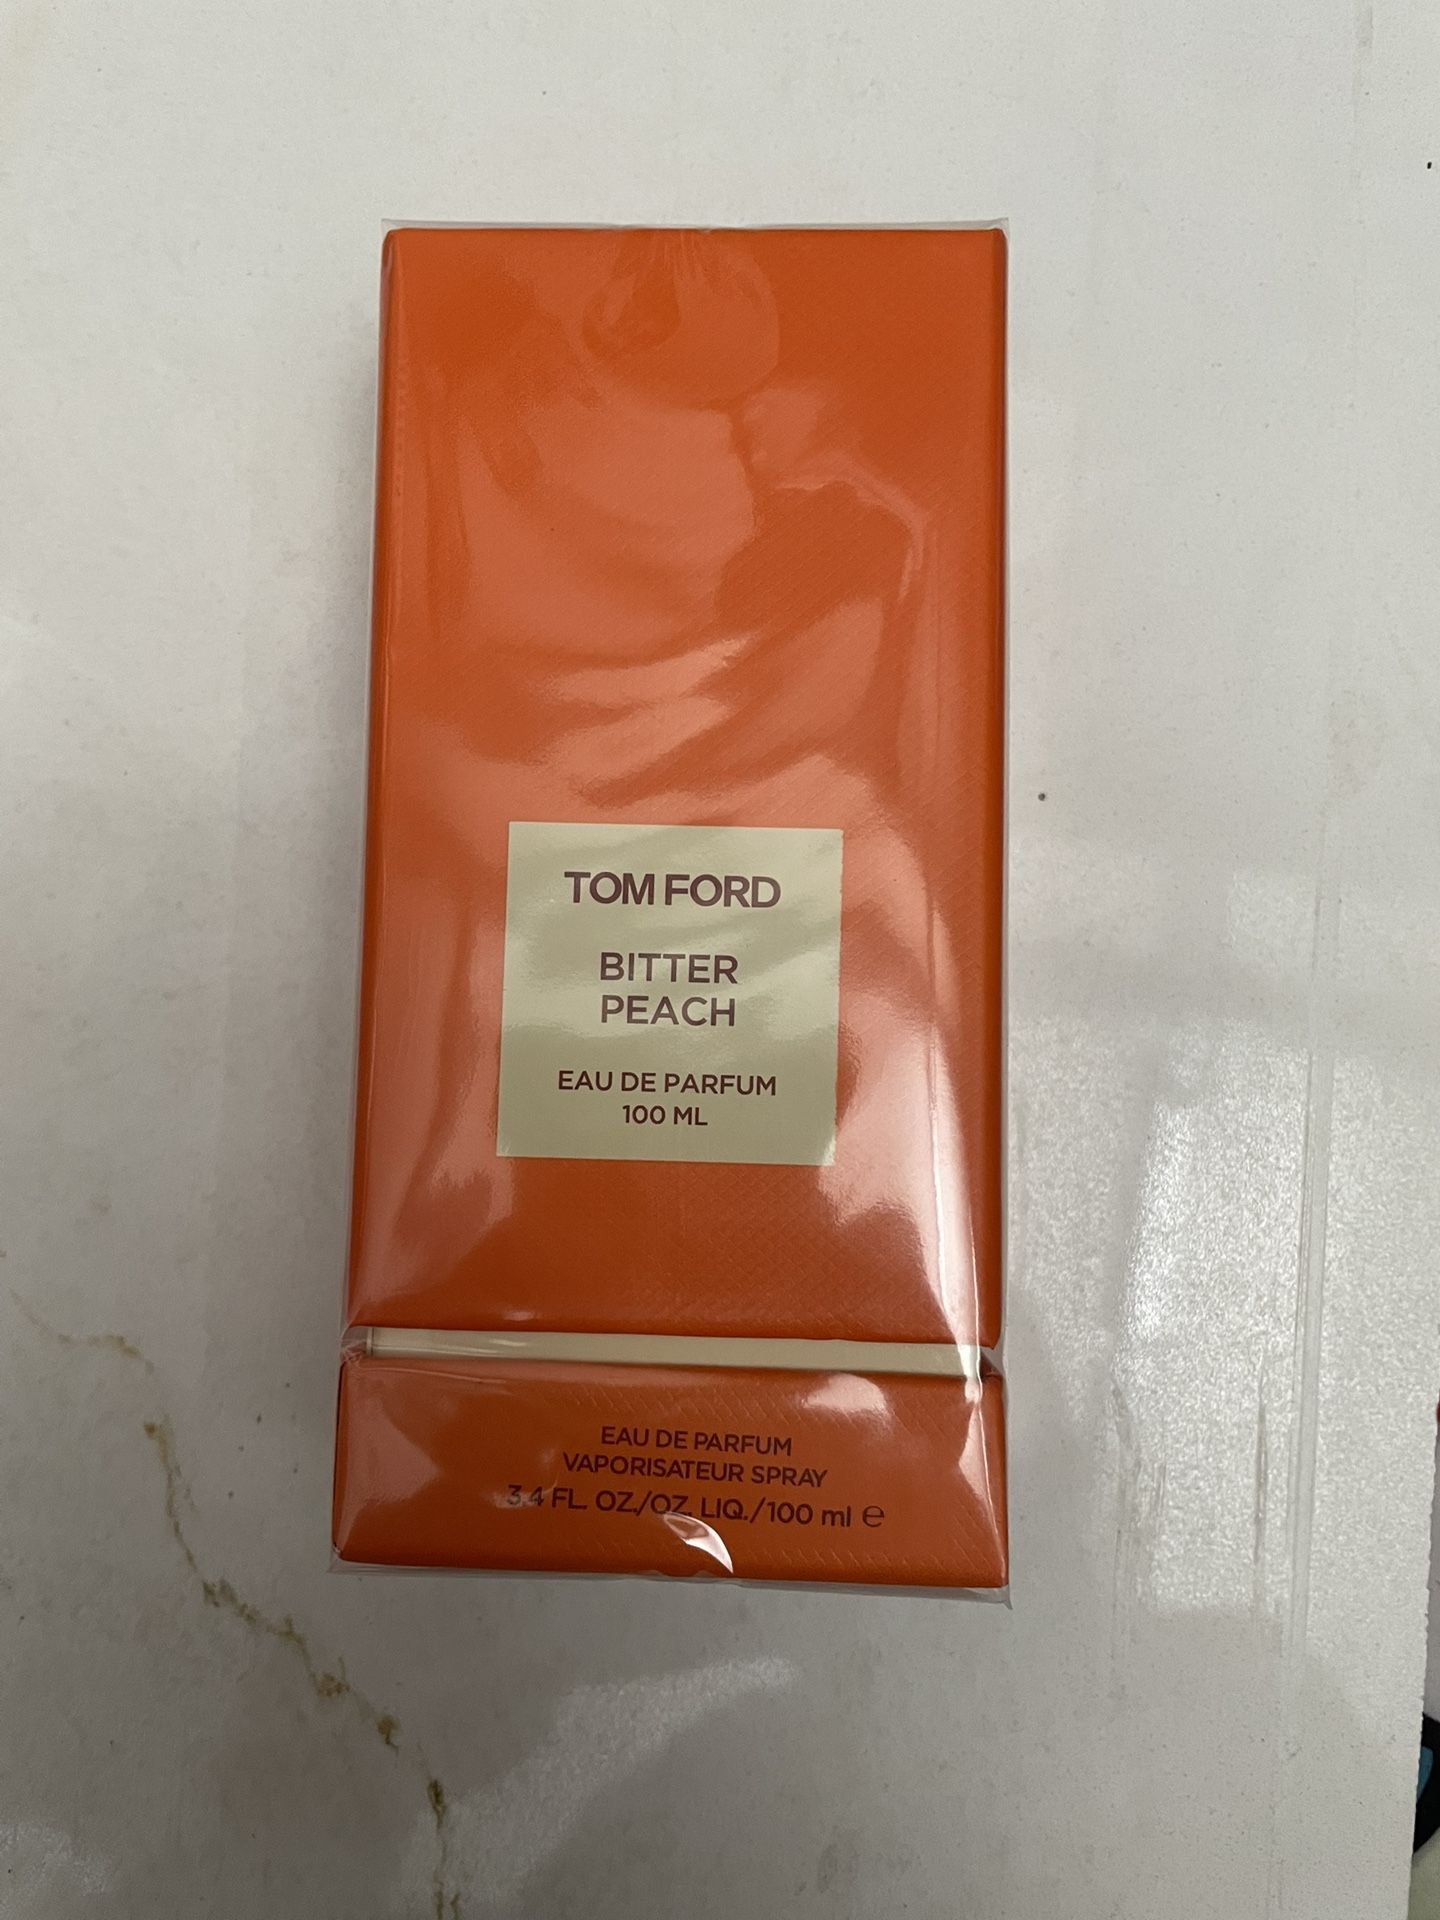 TOM FORD
BITTER
PEACH
EAU DE PARFUM
100 ML
EAU DE PARFUM
VAPORISATEUR SPRAY
3.4 FL. OZ./OZ. LIQ./100 ml ℮